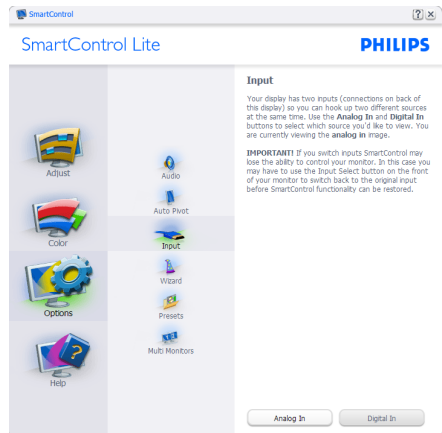 SmartControl
SmartControl Lite
PHILIPS
Adjust
Color
Options
Help
Audio
Auto Pivot
Input
Wizard
Presets
Multi Monitors
Input
Your display has two inputs (connections on back of
this display) so you can hook up two different sources
at the same time. Use the Analog In and Digital In
buttons to select which source you'd like to view. You
are currently viewing the analog in image.
IMPORTANT! If you switch inputs SmartControl may
lose the ability to control your monitor. In this case you
may have to use the Input Select button on the front
of your monitor to switch back to the original input
before SmartControl functionality can be restored.
Analog In
Digital In